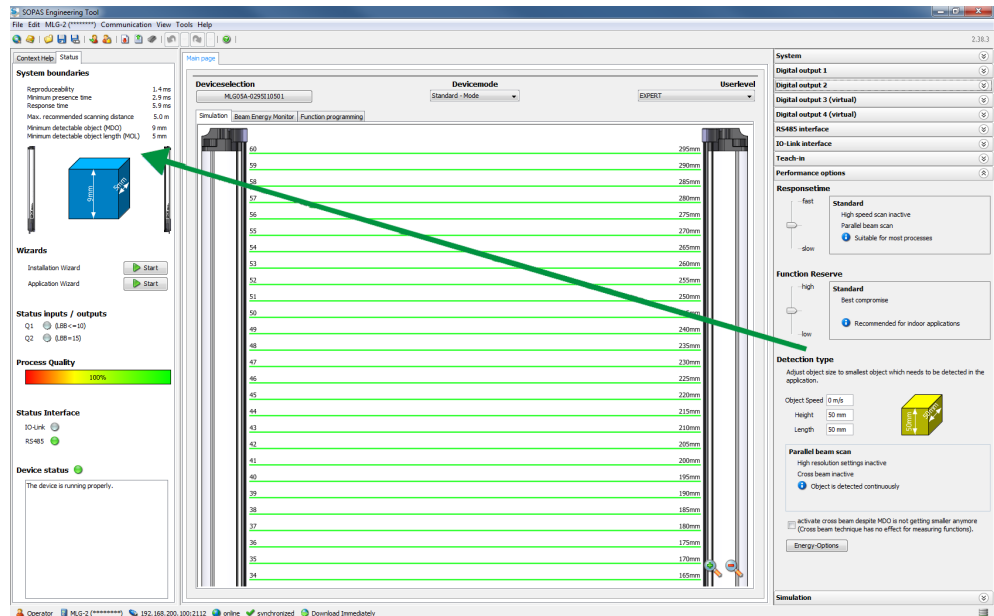 SOPAS Engineering Tool
File Edit MLG-2 (********) Communication View Tools Help
2.38.3
Context Help Status
System boundaries
Reproduceability 1.4 ms
Minimum presence time 2.9 ms
Response time 5.9 ms
Max. recommended scanning distance 5.0 m
Minimum detectable object (MDO) 9 mm
Minimum detectable object length (MOL) 5 mm
9mm
5mm
Wizards
Installation Wizard Start
Application Wizard Start
Status inputs / outputs
Q1 (LBB<=10)
Q2 (LBB=15)
Process Quality
100%
Status Interface
IO-Link
RS485
Device status
The device is running properly.
Main page
Deviceselection Devicemode Userlevel
MLG05A-0295I10501 Standard - Mode EXPERT
Simulation Beam Energy Monitor Function programming
60 295mm
59 290mm
58 285mm
57 280mm
56 275mm
55 270mm
54 265mm
53 260mm
52 255mm
51 250mm
50
49 240mm
48 235mm
47 230mm
46 225mm
45 220mm
44 215mm
43 210mm
42 205mm
41 200mm
40 195mm
39 190mm
38 185mm
37 180mm
36 175mm
35 170mm
34 165mm
System
Digital output 1
Digital output 2
Digital output 3 (virtual)
Digital output 4 (virtual)
RS485 interface
IO-Link interface
Teach-in
Performance options
Responsetime
fast
slow
Standard
High speed scan inactive
Parallel beam scan
Suitable for most processes
Function Reserve
high
low
Standard
Best compromise
Recommended for indoor applications
Detection type
Adjust object size to smallest object which needs to be detected in the
application.
Object Speed 0 m/s
Height 50 mm
Length 50 mm
50mm
50mm
Parallel beam scan
High resolution settings inactive
Cross beam inactive
Object is detected continuously
activate cross beam despite MDO is not getting smaller anymore
(Cross beam technique has no effect for measuring functions).
Energy-Options
Simulation
Operator MLG-2 (********) 192.168.200.100:2112 online synchronized Download Immediately